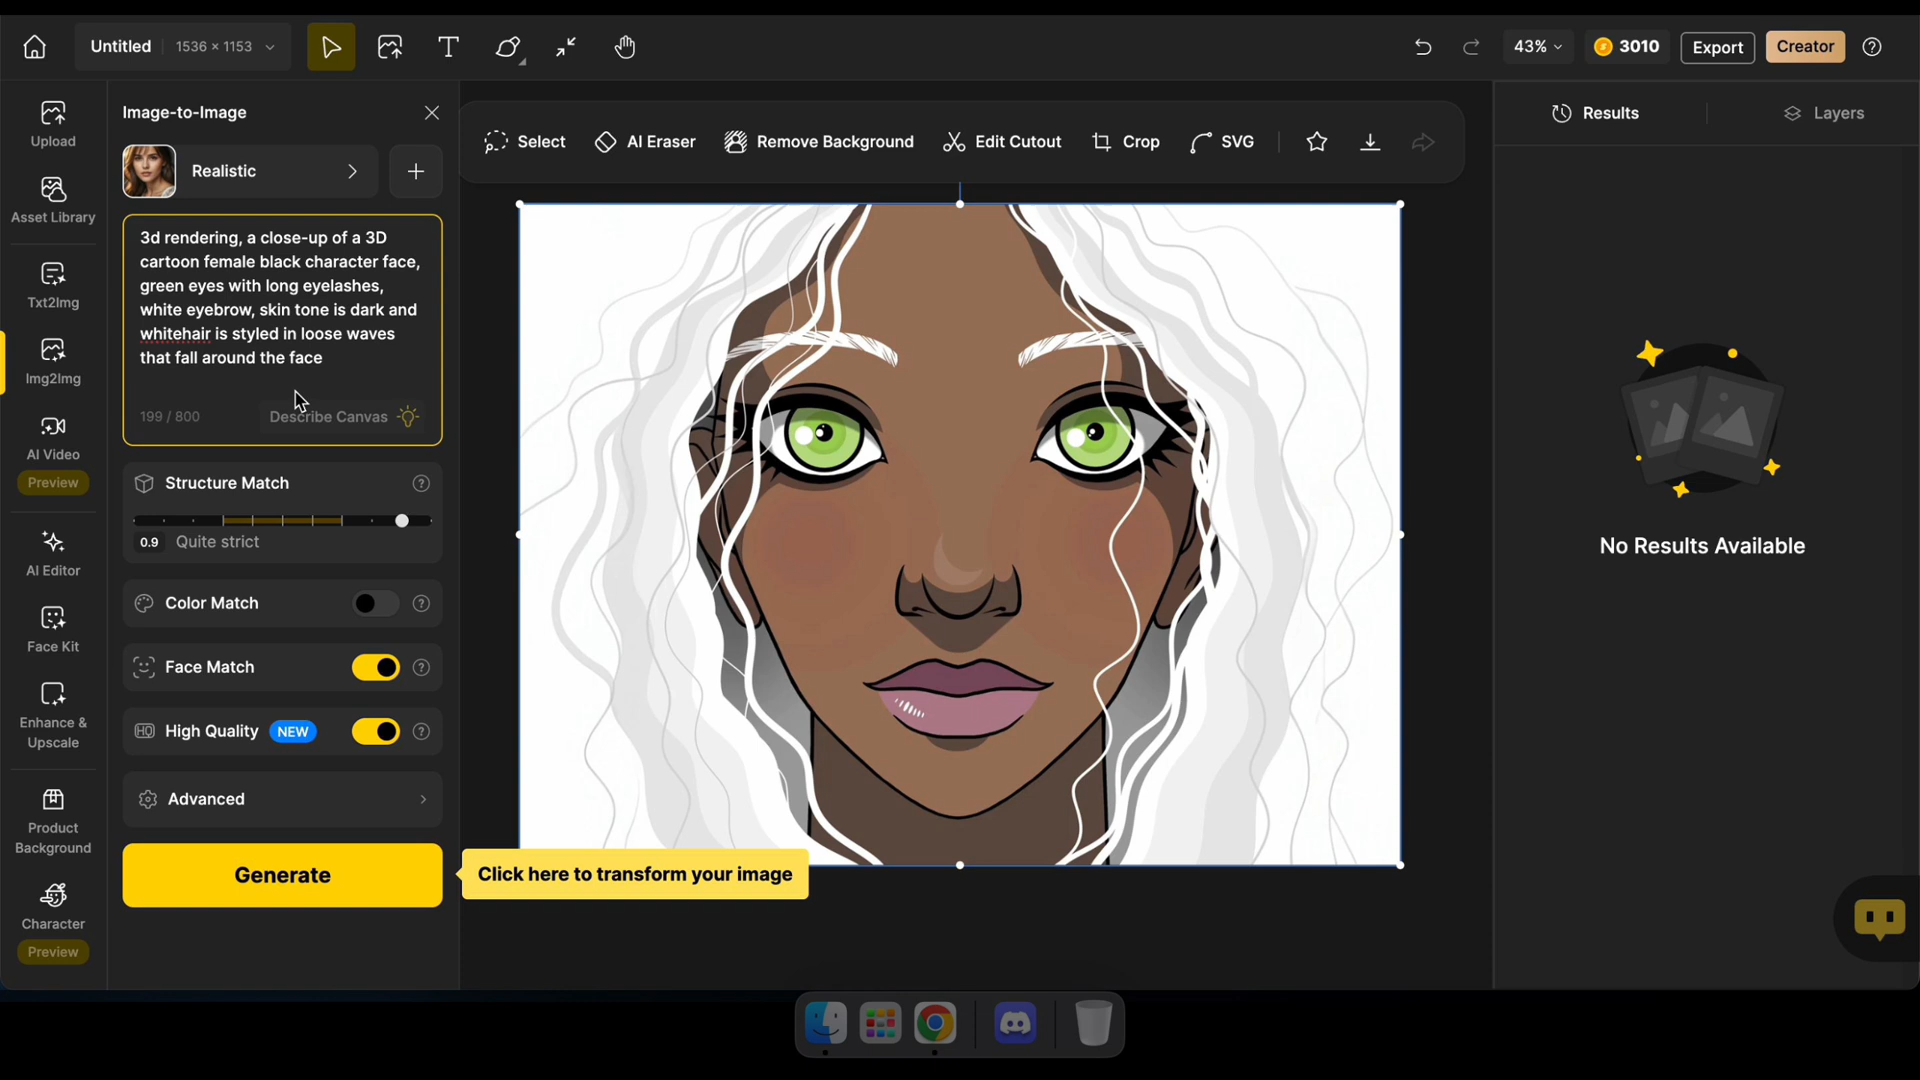 Untitled
1536 × 1153
43%
3010
Export
Creator
Upload
Asset Library
Txt2Img
Img2Img
AI Video
Preview
AI Editor
Face Kit
Enhance &
Upscale
Product
Background
Character
Preview
Image-to-Image
Realistic
3d rendering, a close-up of a 3D
cartoon female black character face,
green eyes with long eyelashes,
white eyebrow, skin tone is dark and
whitehair is styled in loose waves
that fall around the face
199 / 800
Describe Canvas
Structure Match
0.9
Quite strict
Color Match
Face Match
HQ
High Quality
NEW
Advanced
Generate
Click here to transform your image
Select
AI Eraser
Remove Background
Edit Cutout
Crop
SVG
Results
Layers
No Results Available